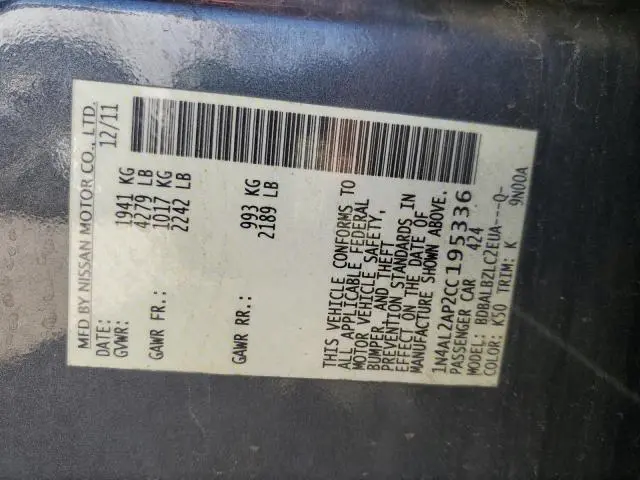 MFD BY NISSAN MOTOR CO., LTD.
DATE: 12/11
GVWR: 1941 KG
4279 LB
GAWR FR.: 1017 KG
2242 LB
GAWR RR.: 993 KG
2189 LB
THIS VEHICLE CONFORMS TO
ALL APPLICABLE FEDERAL
MOTOR VEHICLE SAFETY,
BUMPER, AND THEFT
PREVENTION STANDARDS IN
EFFECT ON THE DATE OF
MANUFACTURE SHOWN ABOVE.
1N4AL2AP2CC195336
PASSENGER CAR 424
MODEL: BDBALBZLC2EUA---Q-
COLOR: K50 TRIM: K 9N00A